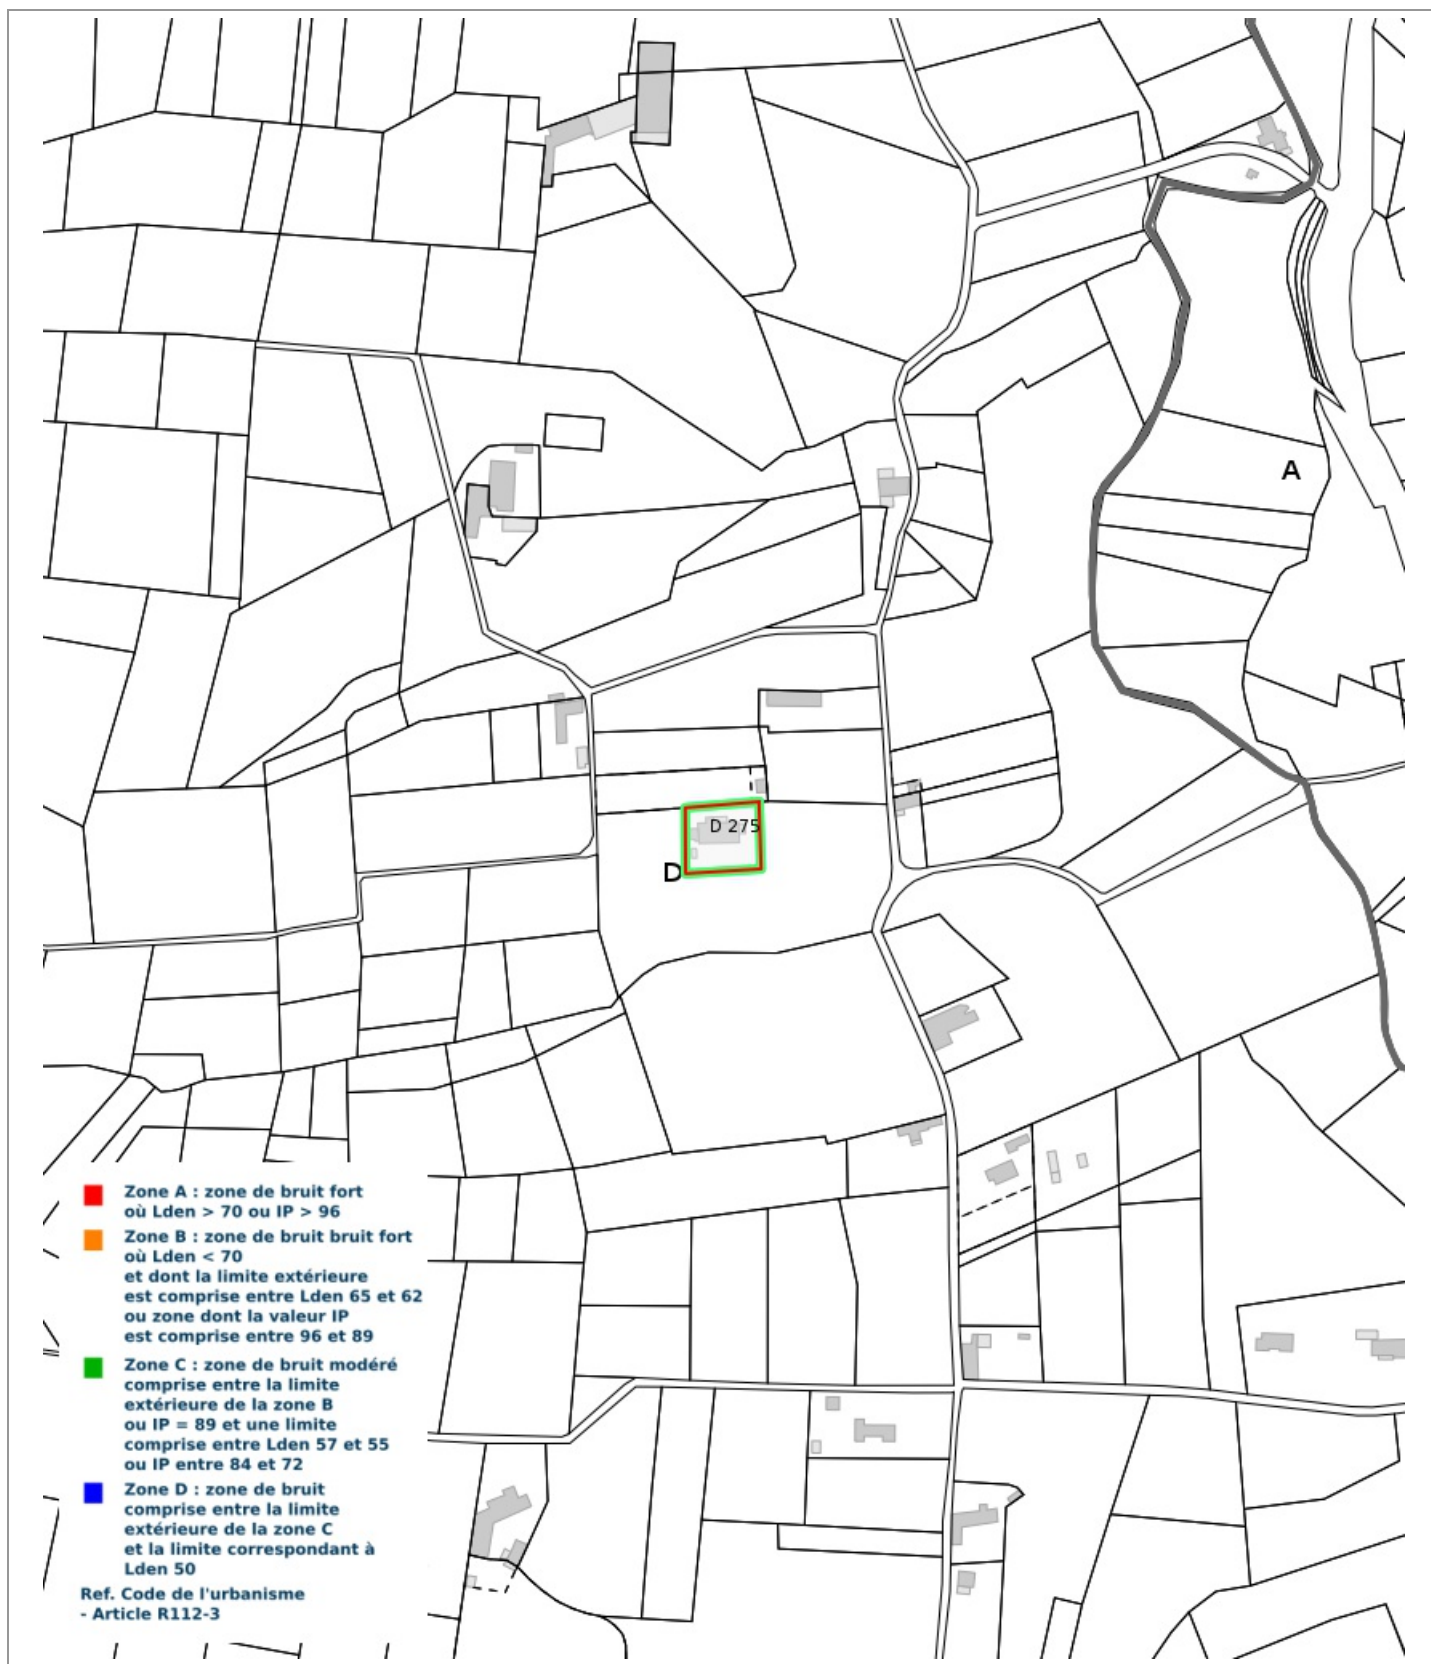 A
D 275
D
Zone A : zone de bruit fort
où Lden > 70 ou IP > 96
Zone B : zone de bruit bruit fort
où Lden < 70
et dont la limite extérieure
est comprise entre Lden 65 et 62
ou zone dont la valeur IP
est comprise entre 96 et 89
Zone C : zone de bruit modéré
comprise entre la limite
extérieure de la zone B
ou IP = 89 et une limite
comprise entre Lden 57 et 55
ou IP entre 84 et 72
Zone D : zone de bruit
comprise entre la limite
extérieure de la zone C
et la limite correspondant à
Lden 50
Ref. Code de l'urbanisme
- Article R112-3